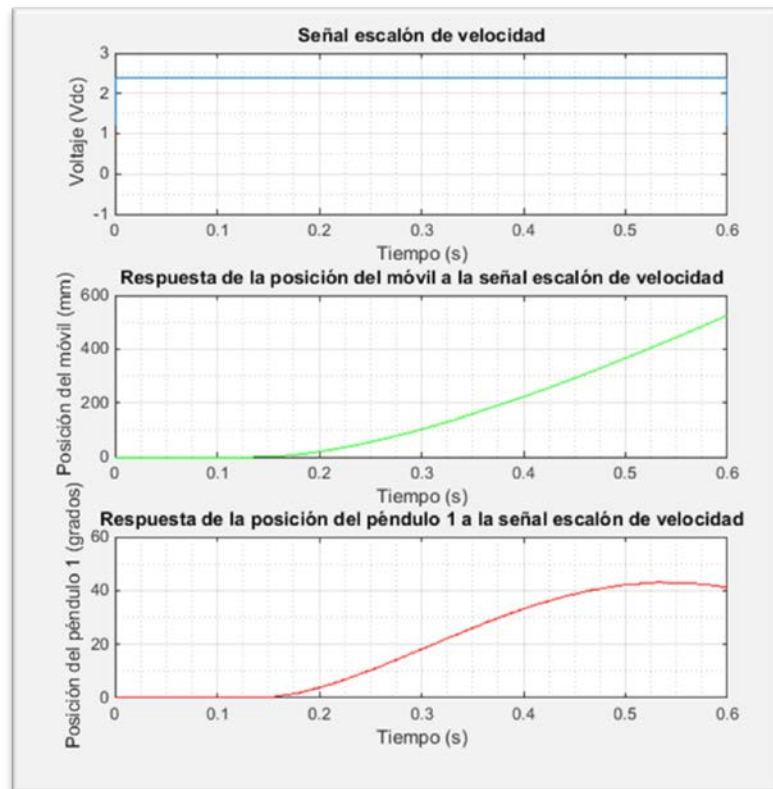 Señal escalón de velocidad
3
2
1
0
-1
Voltaje (Vdc)
0 0.1 0.2 0.3 0.4 0.5 0.6
Tiempo (s)
Respuesta de la posición del móvil a la señal escalón de velocidad
600
400
200
0
Posición del móvil (mm)
0 0.1 0.2 0.3 0.4 0.5 0.6
Tiempo (s)
Respuesta de la posición del péndulo 1 a la señal escalón de velocidad
60
40
20
0
Posición del péndulo 1 (grados)
0 0.1 0.2 0.3 0.4 0.5 0.6
Tiempo (s)